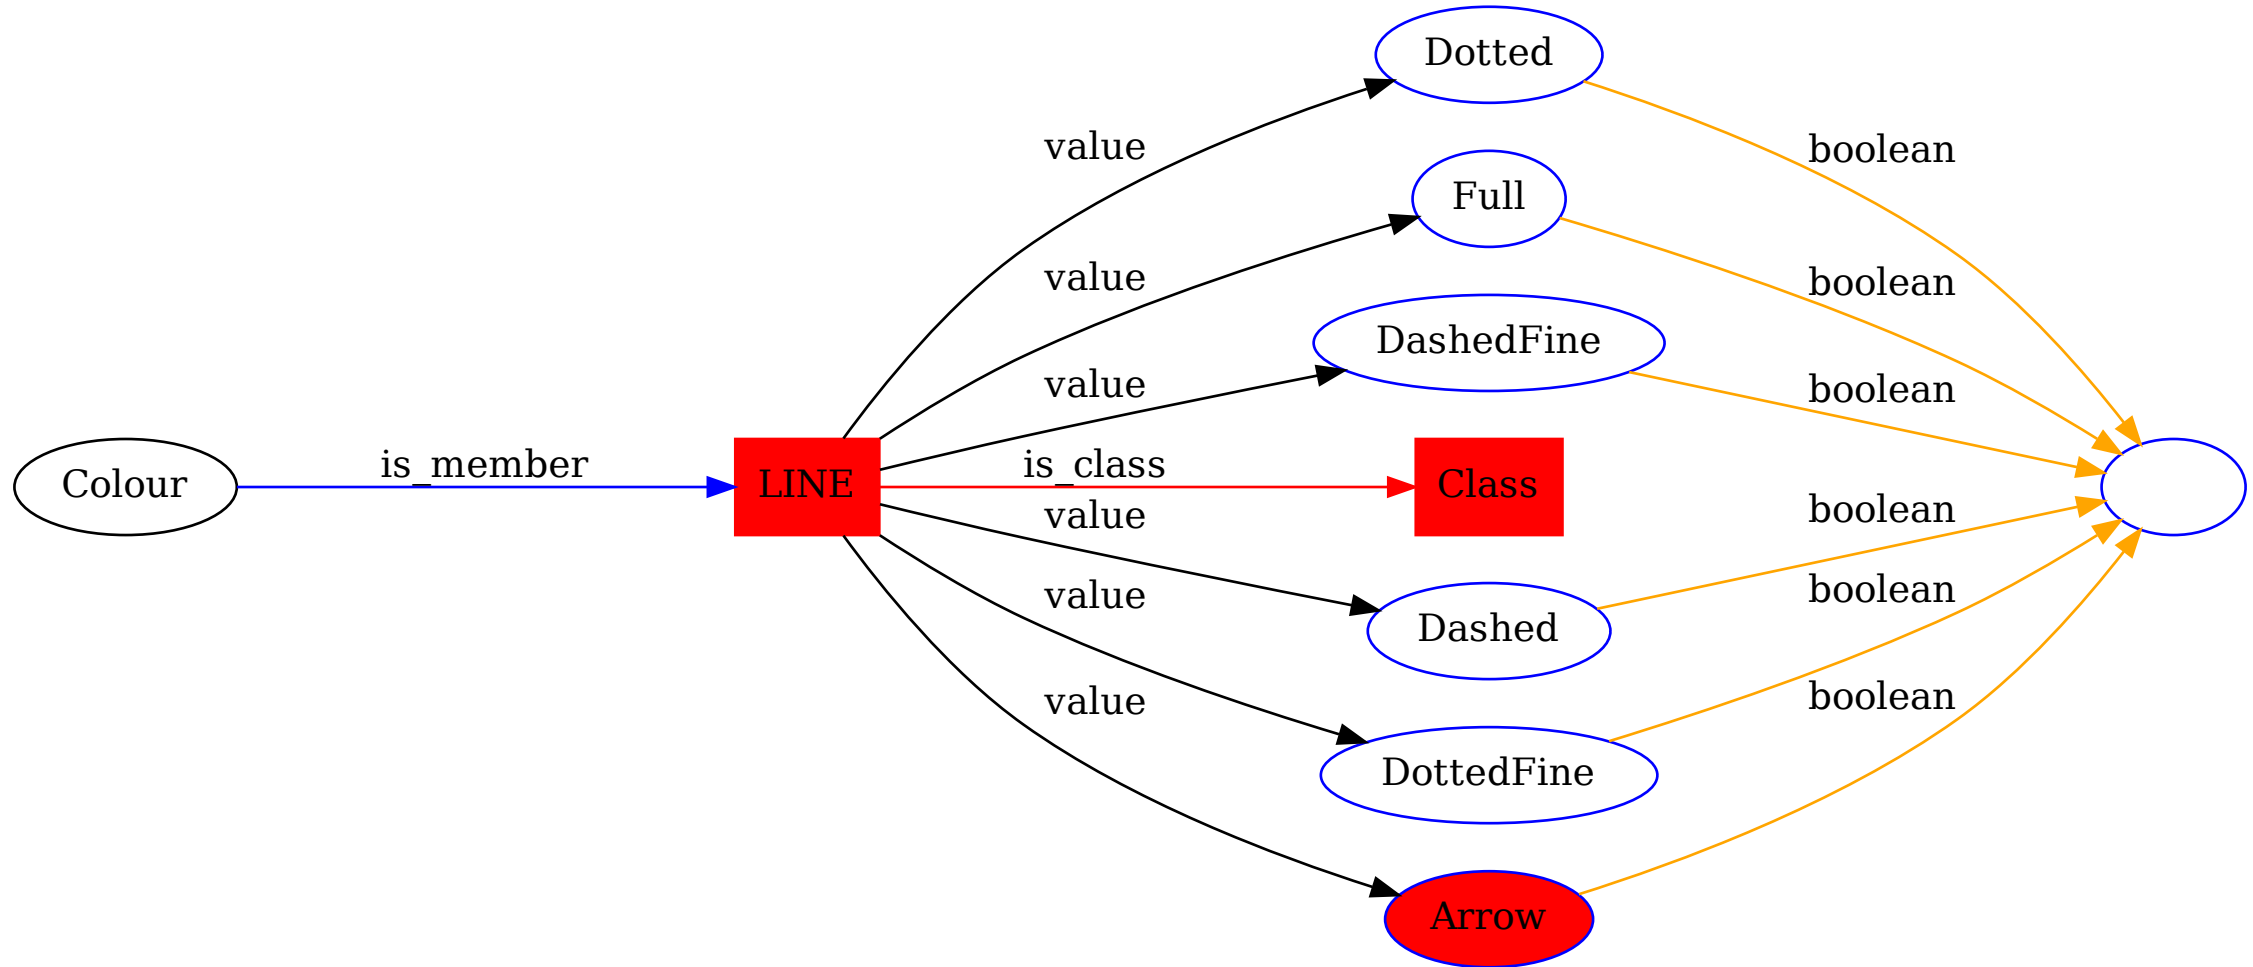 Dotted
value
boolean
Full
value
boolean
DashedFine
value
boolean
Colour
is_member
LINE
is_class
Class
value
boolean
Dashed
value
boolean
DottedFine
value
boolean
Arrow